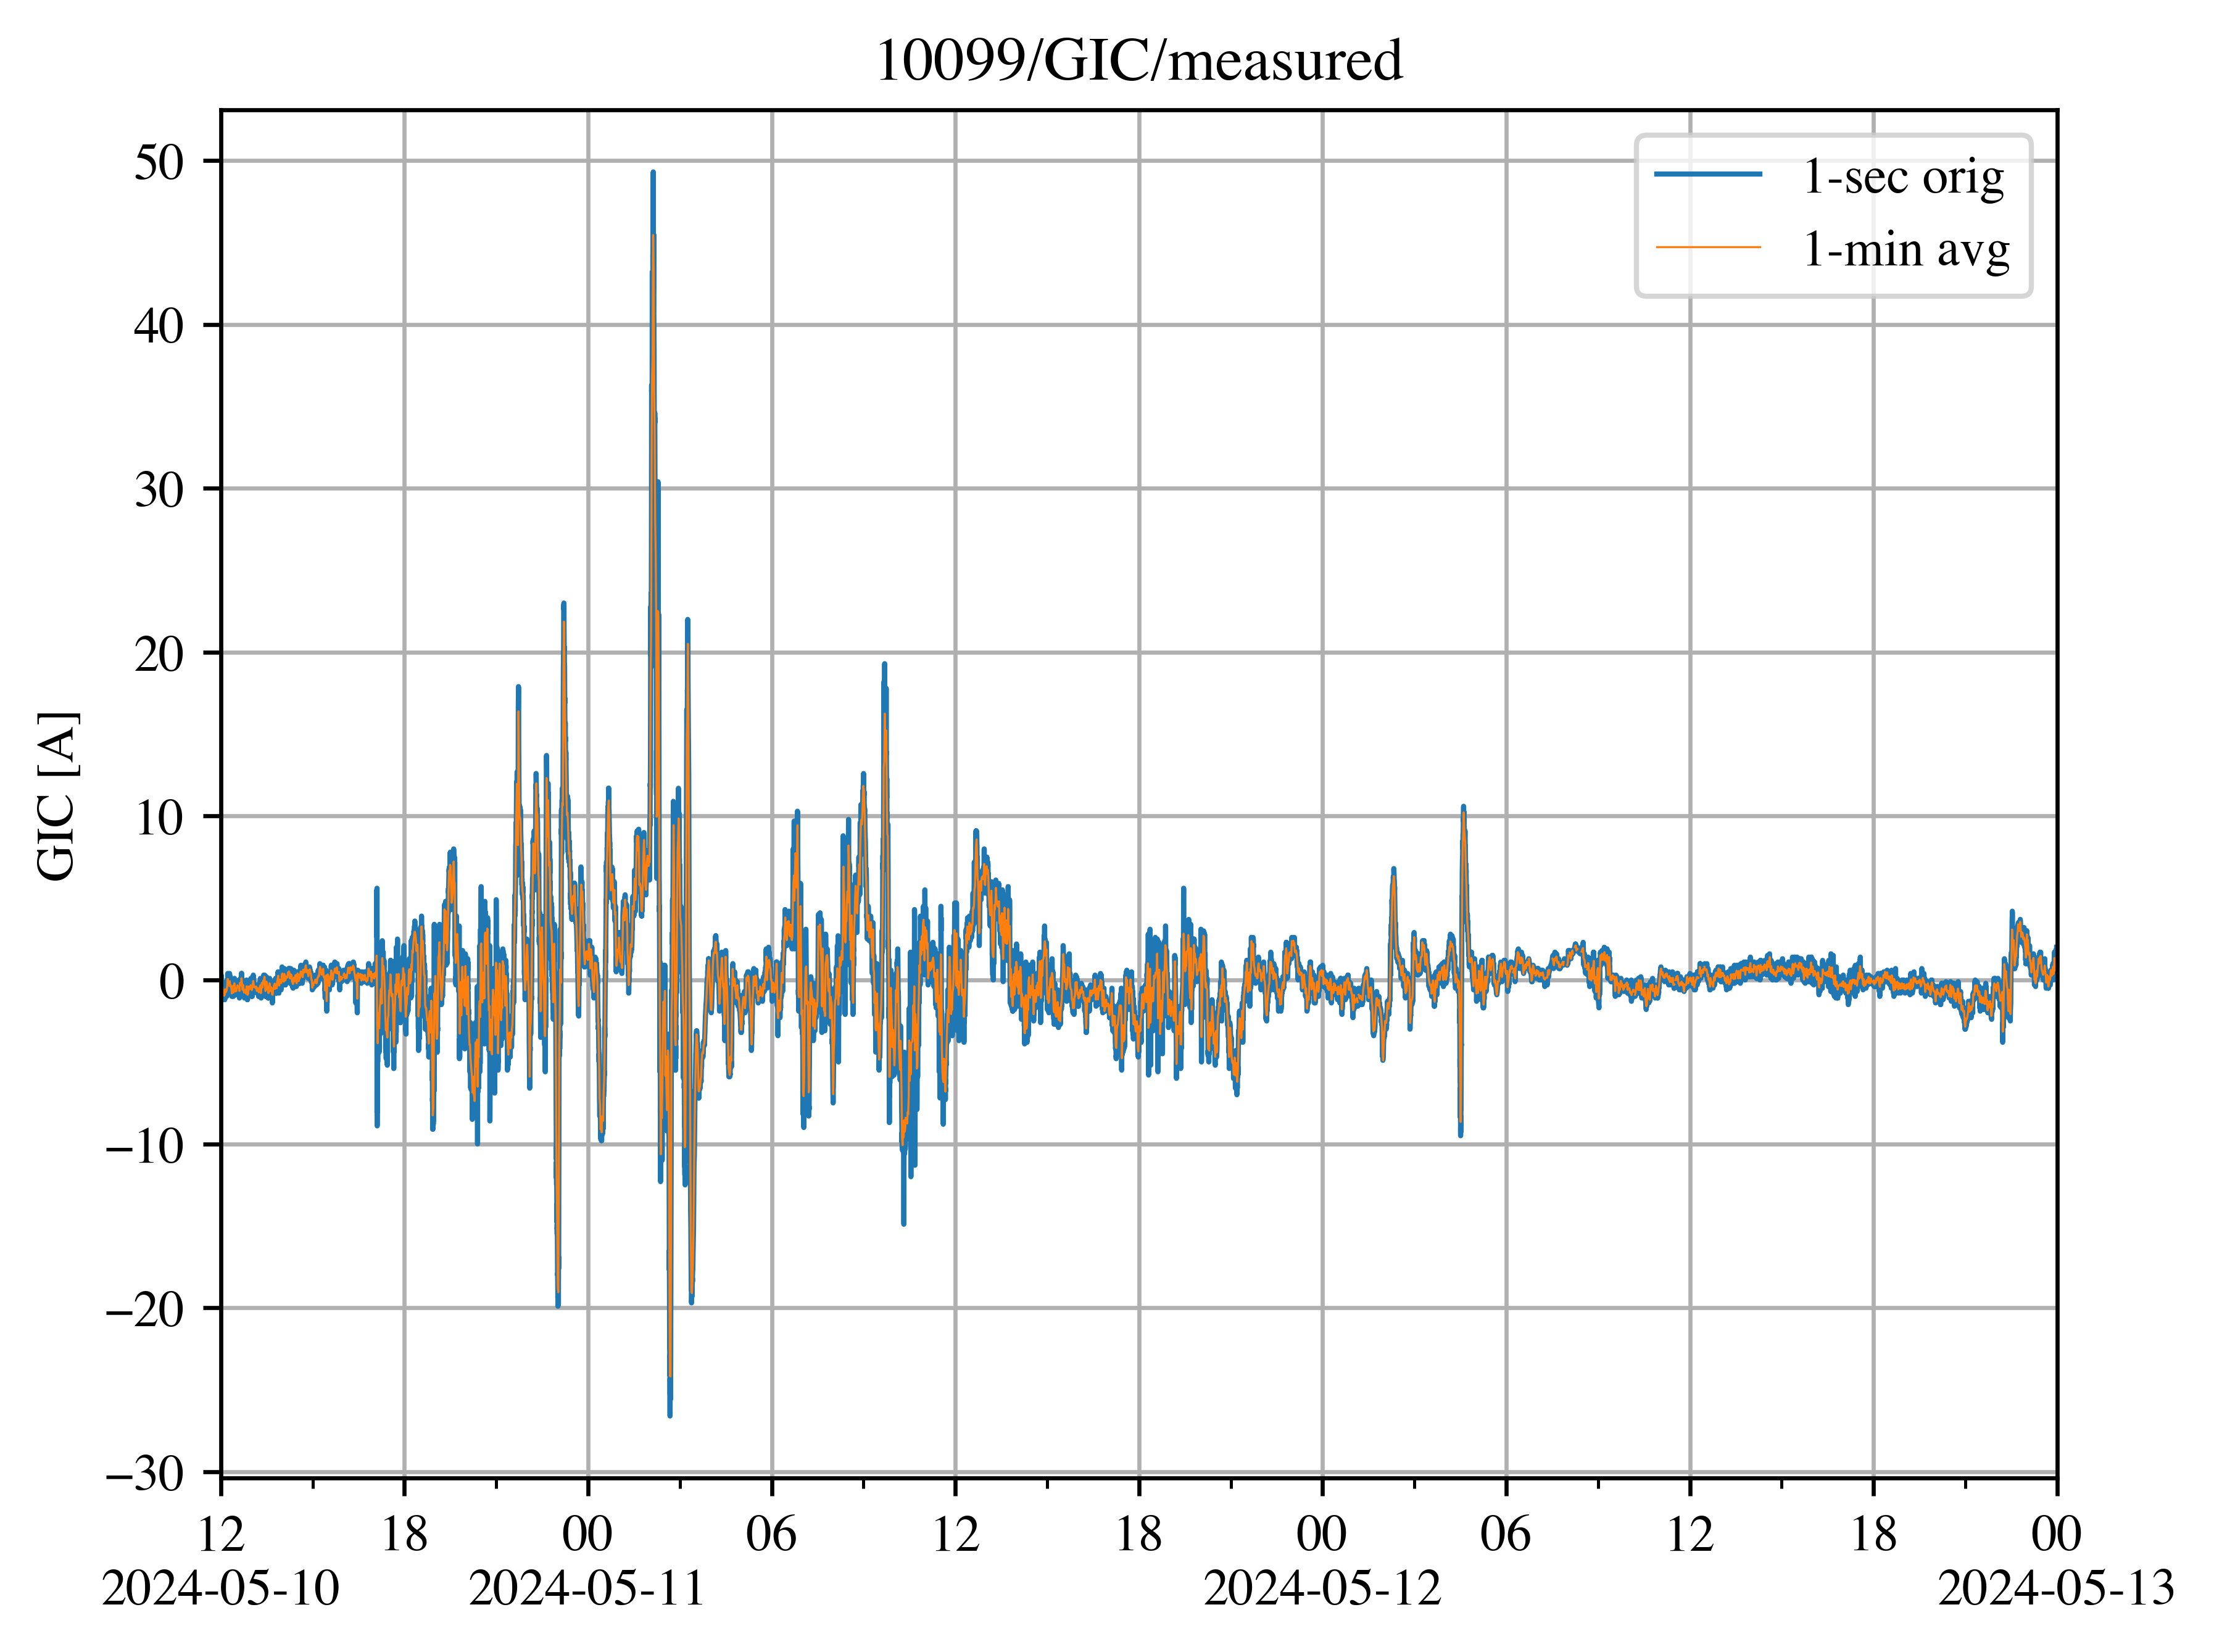 10099/GIC/measured
1-sec orig
1-min avg
GIC [A]
50
40
30
20
10
0
−10
−20
−30
12 18 00 06 12 18 00 06 12 18 00
2024-05-10 2024-05-11 2024-05-12 2024-05-13